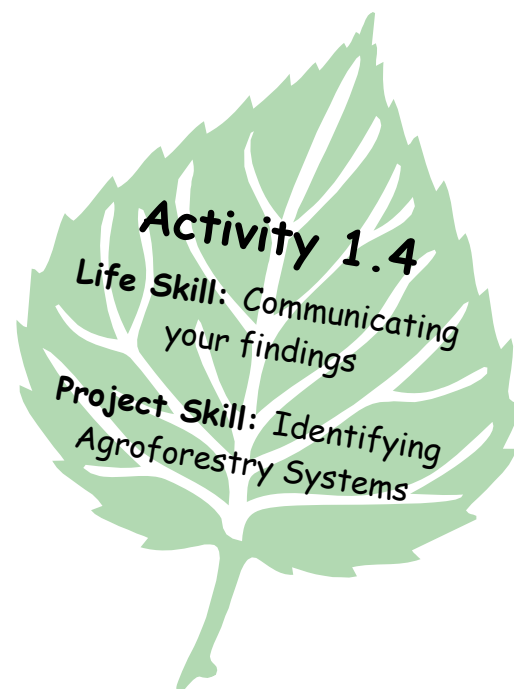 Activity 1.4
Life Skill: Communicating
your findings
Project Skill: Identifying
Agroforestry Systems